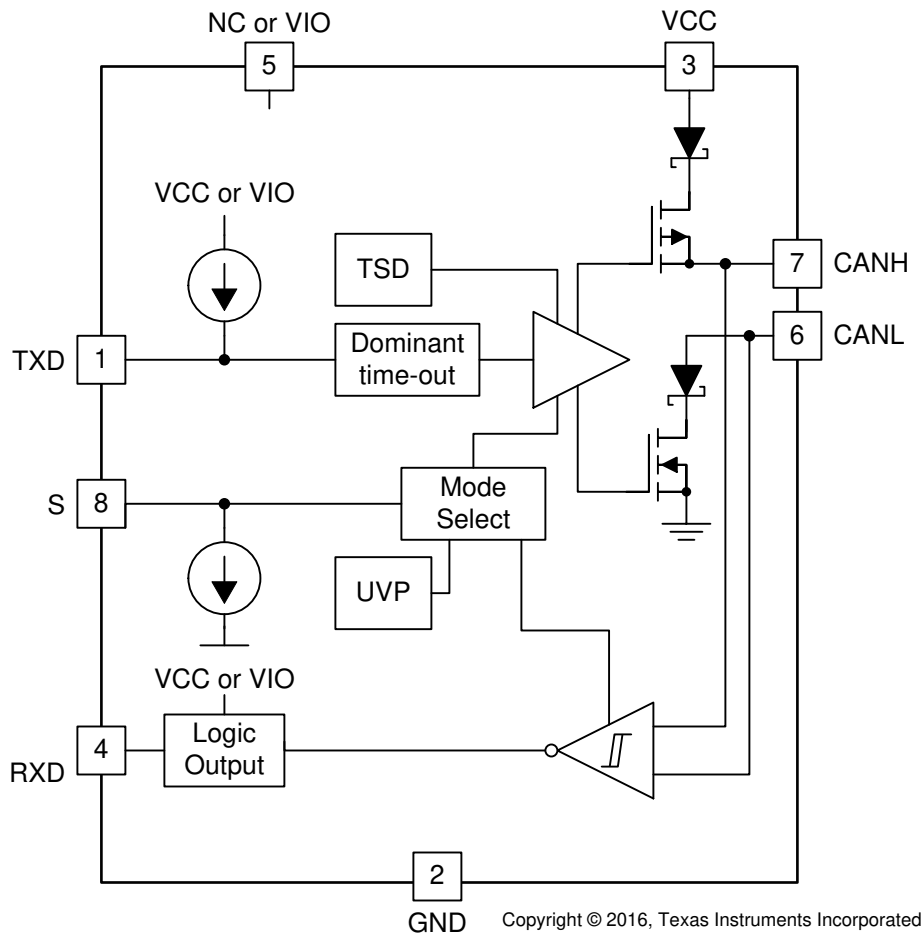 NC or VIO
VCC
5
3
VCC or VIO
TSD
7
CANH
6
CANL
TXD
1
Dominant
time-out
S
8
Mode
Select
UVP
VCC or VIO
RXD
4
Logic
Output
2
GND
Copyright © 2016, Texas Instruments Incorporated